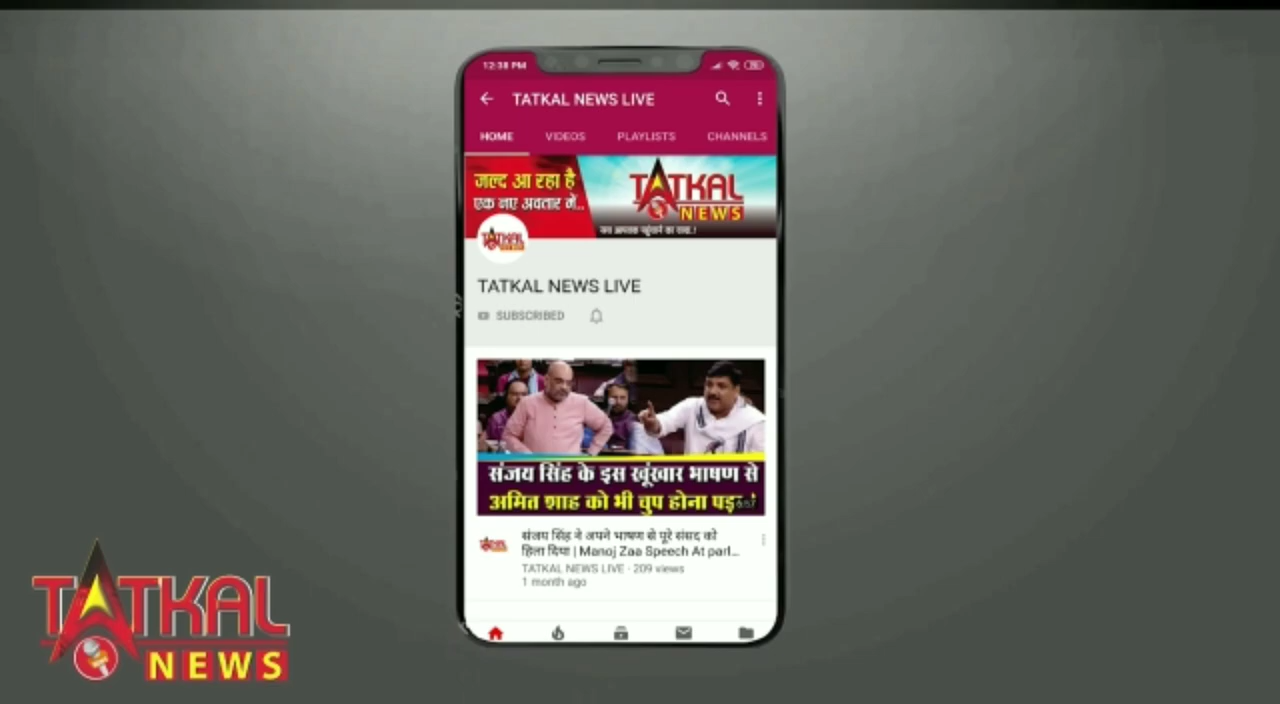 12:38 PM
TATKAL NEWS LIVE
HOME VIDEOS PLAYLISTS CHANNELS
जल्द आ रहा है
एक नए अवतार में..
TATKAL
NEWS
TATKAL
TATKAL NEWS LIVE
SUBSCRIBED
संजय सिंह के इस खूंखार भाषण से
अमित शाह को भी चुप होना
संजय सिंह ने अपने भाषण से पूरे संसद को
हिला दिया | Manoj Zaa Speech At parl...
TATKAL
TATKAL NEWS LIVE · 209 views
1 month ago
TATKAL
NEWS